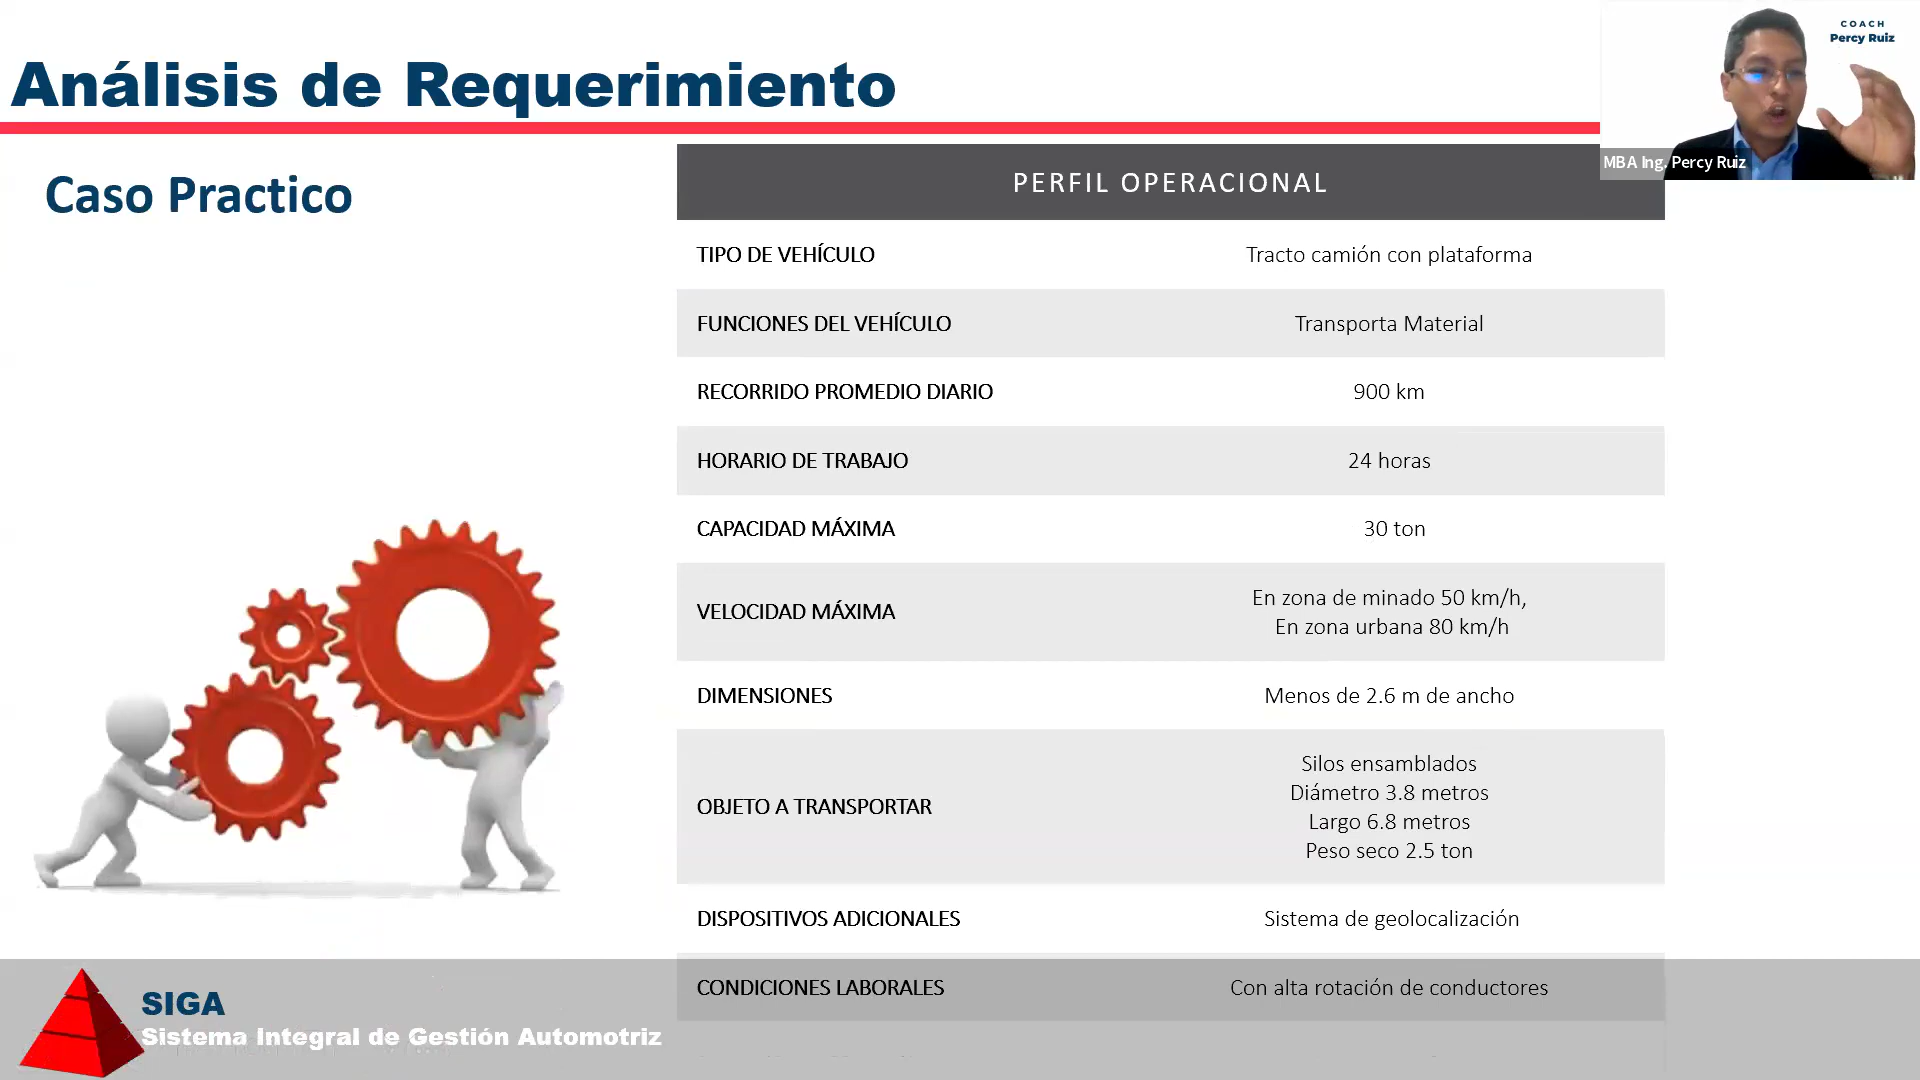 COACH
Percy Ruiz
MBA Ing. Percy Ruiz
Análisis de Requerimiento
Caso Practico
PERFIL OPERACIONAL
TIPO DE VEHÍCULO Tracto camión con plataforma
FUNCIONES DEL VEHÍCULO Transporta Material
RECORRIDO PROMEDIO DIARIO 900 km
HORARIO DE TRABAJO 24 horas
CAPACIDAD MÁXIMA 30 ton
VELOCIDAD MÁXIMA En zona de minado 50 km/h,
En zona urbana 80 km/h
DIMENSIONES Menos de 2.6 m de ancho
OBJETO A TRANSPORTAR Silos ensamblados
Diámetro 3.8 metros
Largo 6.8 metros
Peso seco 2.5 ton
DISPOSITIVOS ADICIONALES Sistema de geolocalización
CONDICIONES LABORALES Con alta rotación de conductores
SIGA
Sistema Integral de Gestión Automotriz